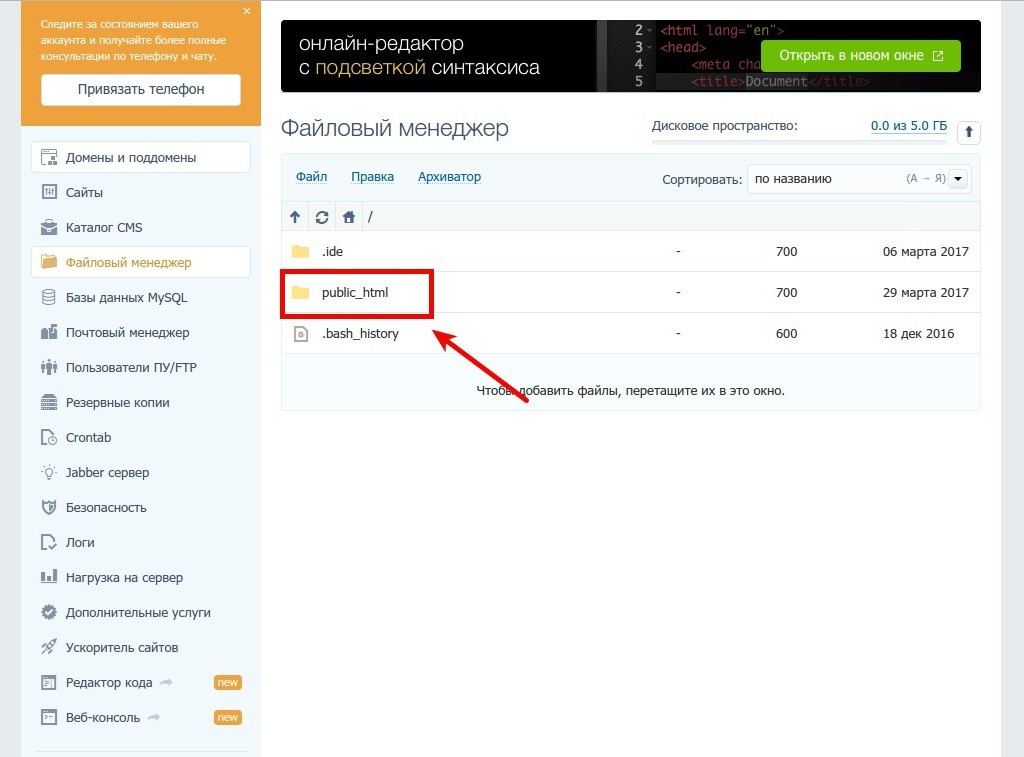 ×
Следите за состоянием вашего
аккаунта и получайте более полные
консультации по телефону и чату.
Привязать телефон
Домены и поддомены
Сайты
Каталог CMS
Файловый менеджер
Базы данных MySQL
Почтовый менеджер
Пользователи ПУ/FTP
Резервные копии
Crontab
Jabber сервер
Безопасность
Логи
Нагрузка на сервер
Дополнительные услуги
Ускоритель сайтов
Редактор кода new
Веб-консоль new
онлайн-редактор
с подсветкой синтаксиса
2 <html lang="en">
3 <head>
4 <meta cha
5 <title>Document</title>
Открыть в новом окне
Файловый менеджер
Дисковое пространство: 0.0 из 5.0 ГБ
Файл Правка Архиватор
Сортировать: по названию (А → Я)
/
.ide - 700 06 марта 2017
public_html - 700 29 марта 2017
.bash_history - 600 18 дек 2016
Чтобы добавить файлы, перетащите их в это окно.